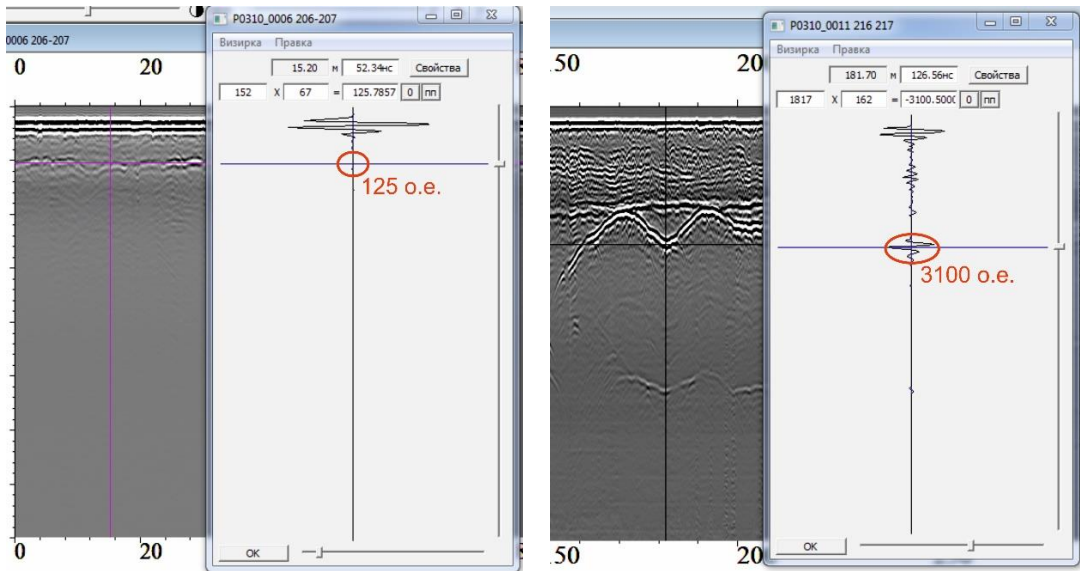 0006 206-207
0
20
P0310_0006 206-207
Визирка Правка
15.20 м 52.34нс Свойства
152 X 67 = 125.7857 0 пп
125 о.е.
OK
0
20
.50
20
P0310_0011 216 217
Визирка Правка
181.70 м 126.56нс Свойства
1817 X 162 = -3100.500( 0 пп
3100 о.е.
OK
.50
20